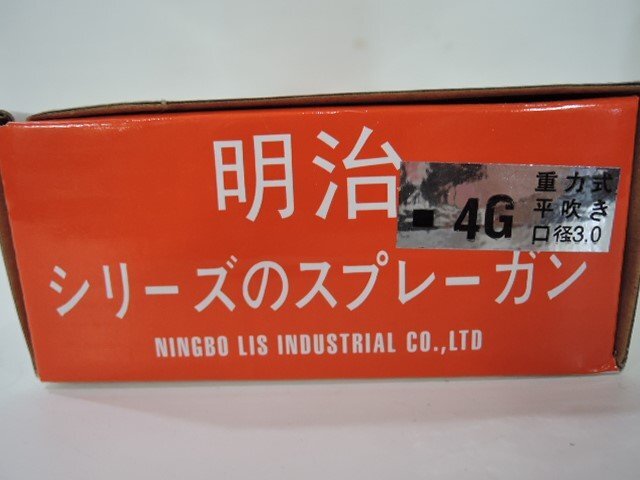 明治
■4G
重力式
平吹き
口径3.0
シリーズのスプレーガン
NINGBO LIS INDUSTRIAL CO.,LTD